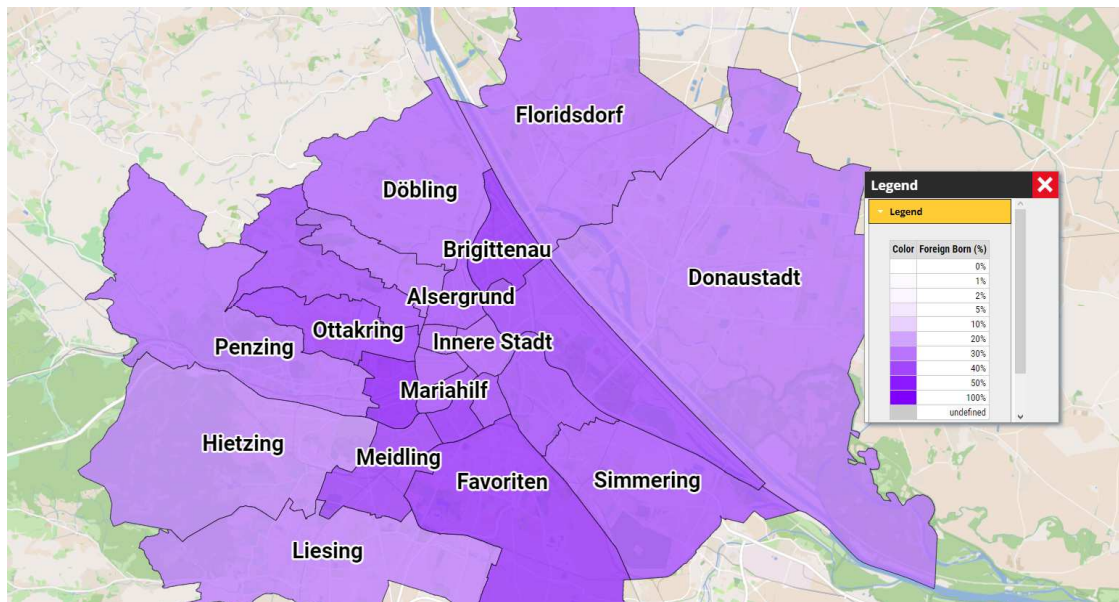 Floridsdorf
Döbling
Brigittenau
Donaustadt
Alsergrund
Ottakring
Innere Stadt
Penzing
Mariahilf
Hietzing
Meidling
Favoriten
Simmering
Liesing
Legend
Legend
Color Foreign Born (%)
0%
1%
2%
5%
10%
20%
30%
40%
50%
100%
undefined